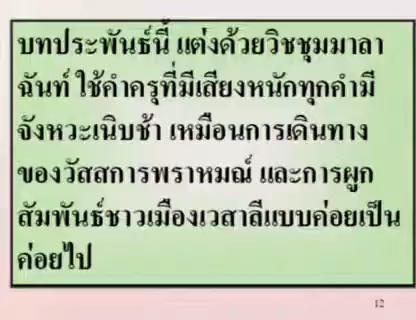 บทประพันธ์นี้ แต่งด้วยวิชชุมมาลา
ฉันท์ ใช้คำครุที่มีเสียงหนักทุกคำมี
จังหวะเนิบช้า เหมือนการเดินทาง
ของวัสสการพราหมณ์ และการผูก
สัมพันธ์ชาวเมืองเวสาลีแบบค่อยเป็น
ค่อยไป
12